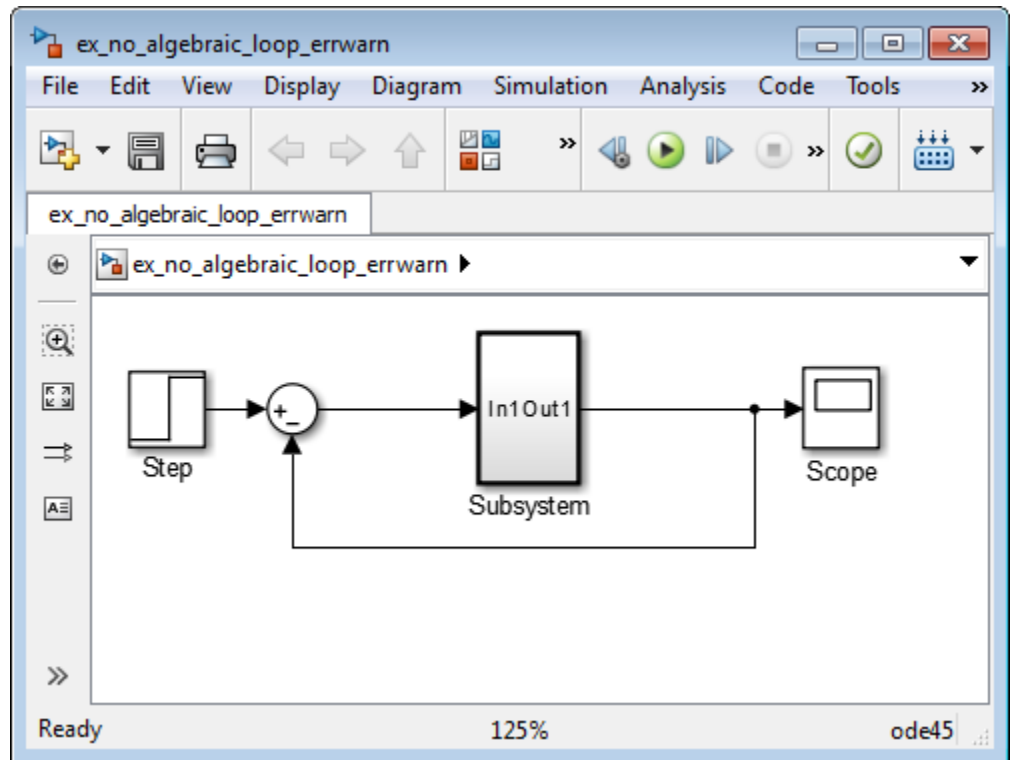 ex_no_algebraic_loop_errwarn
File Edit View Display Diagram Simulation Analysis Code Tools »
» »
ex_no_algebraic_loop_errwarn
ex_no_algebraic_loop_errwarn
+
−
In1 Out1
Step
Scope
Subsystem
A
»
Ready 125% ode45